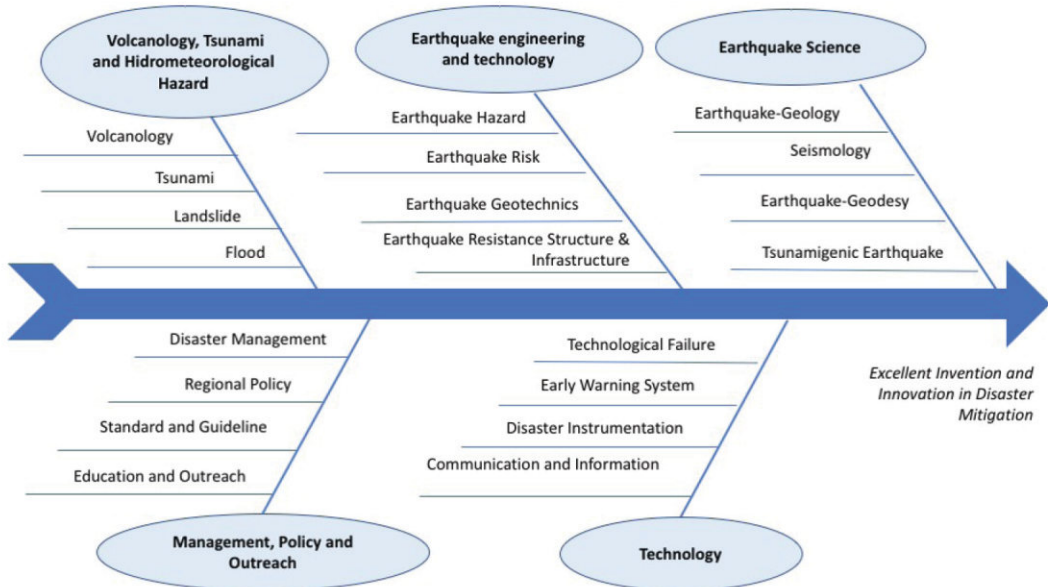 Volcanology, Tsunami
and Hidrometeorological
Hazard
Volcanology
Tsunami
Landslide
Flood
Earthquake engineering
and technology
Earthquake Hazard
Earthquake Risk
Earthquake Geotechnics
Earthquake Resistance Structure &
Infrastructure
Earthquake Science
Earthquake-Geology
Seismology
Earthquake-Geodesy
Tsunamigenic Earthquake
Disaster Management
Regional Policy
Standard and Guideline
Education and Outreach
Management, Policy and
Outreach
Technological Failure
Early Warning System
Disaster Instrumentation
Communication and Information
Technology
Excellent Invention and
Innovation in Disaster
Mitigation